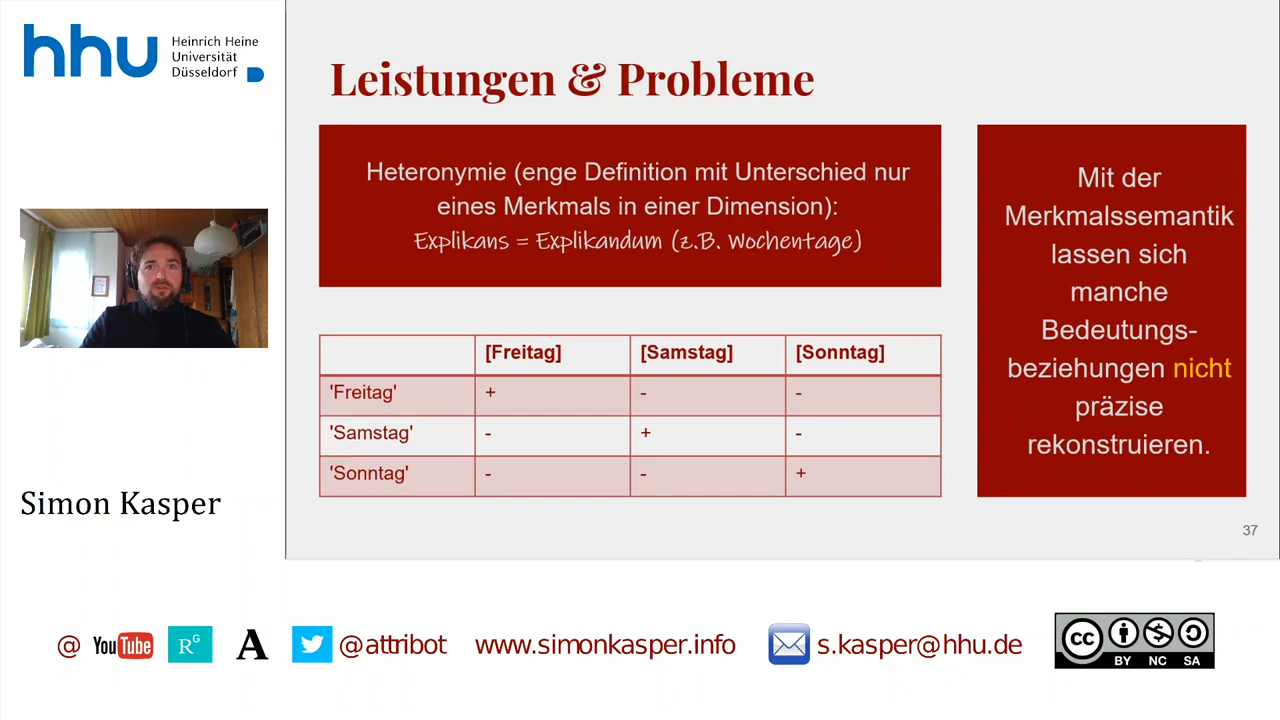 hhu
Heinrich Heine
Universität
Düsseldorf
Leistungen & Probleme
Heteronymie (enge Definition mit Unterschied nur
eines Merkmals in einer Dimension):
Explikans = Explikandum (z.B. Wochentage)
Mit der
Merkmalssemantik
lassen sich
manche
Bedeutungs-
beziehungen nicht
präzise
rekonstruieren.
[Freitag] [Samstag] [Sonntag]
'Freitag' + - -
'Samstag' - + -
'Sonntag' - - +
Simon Kasper
37
@ YouTube RG A @attribot www.simonkasper.info s.kasper@hhu.de
cc BY NC SA